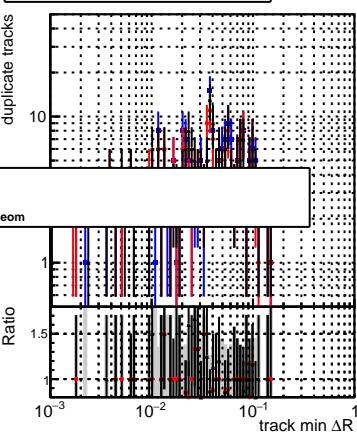 duplicate tracks
10
eom
1
Ratio
1.5
1
10⁻³ 10⁻² 10⁻¹ 1
track min ΔR